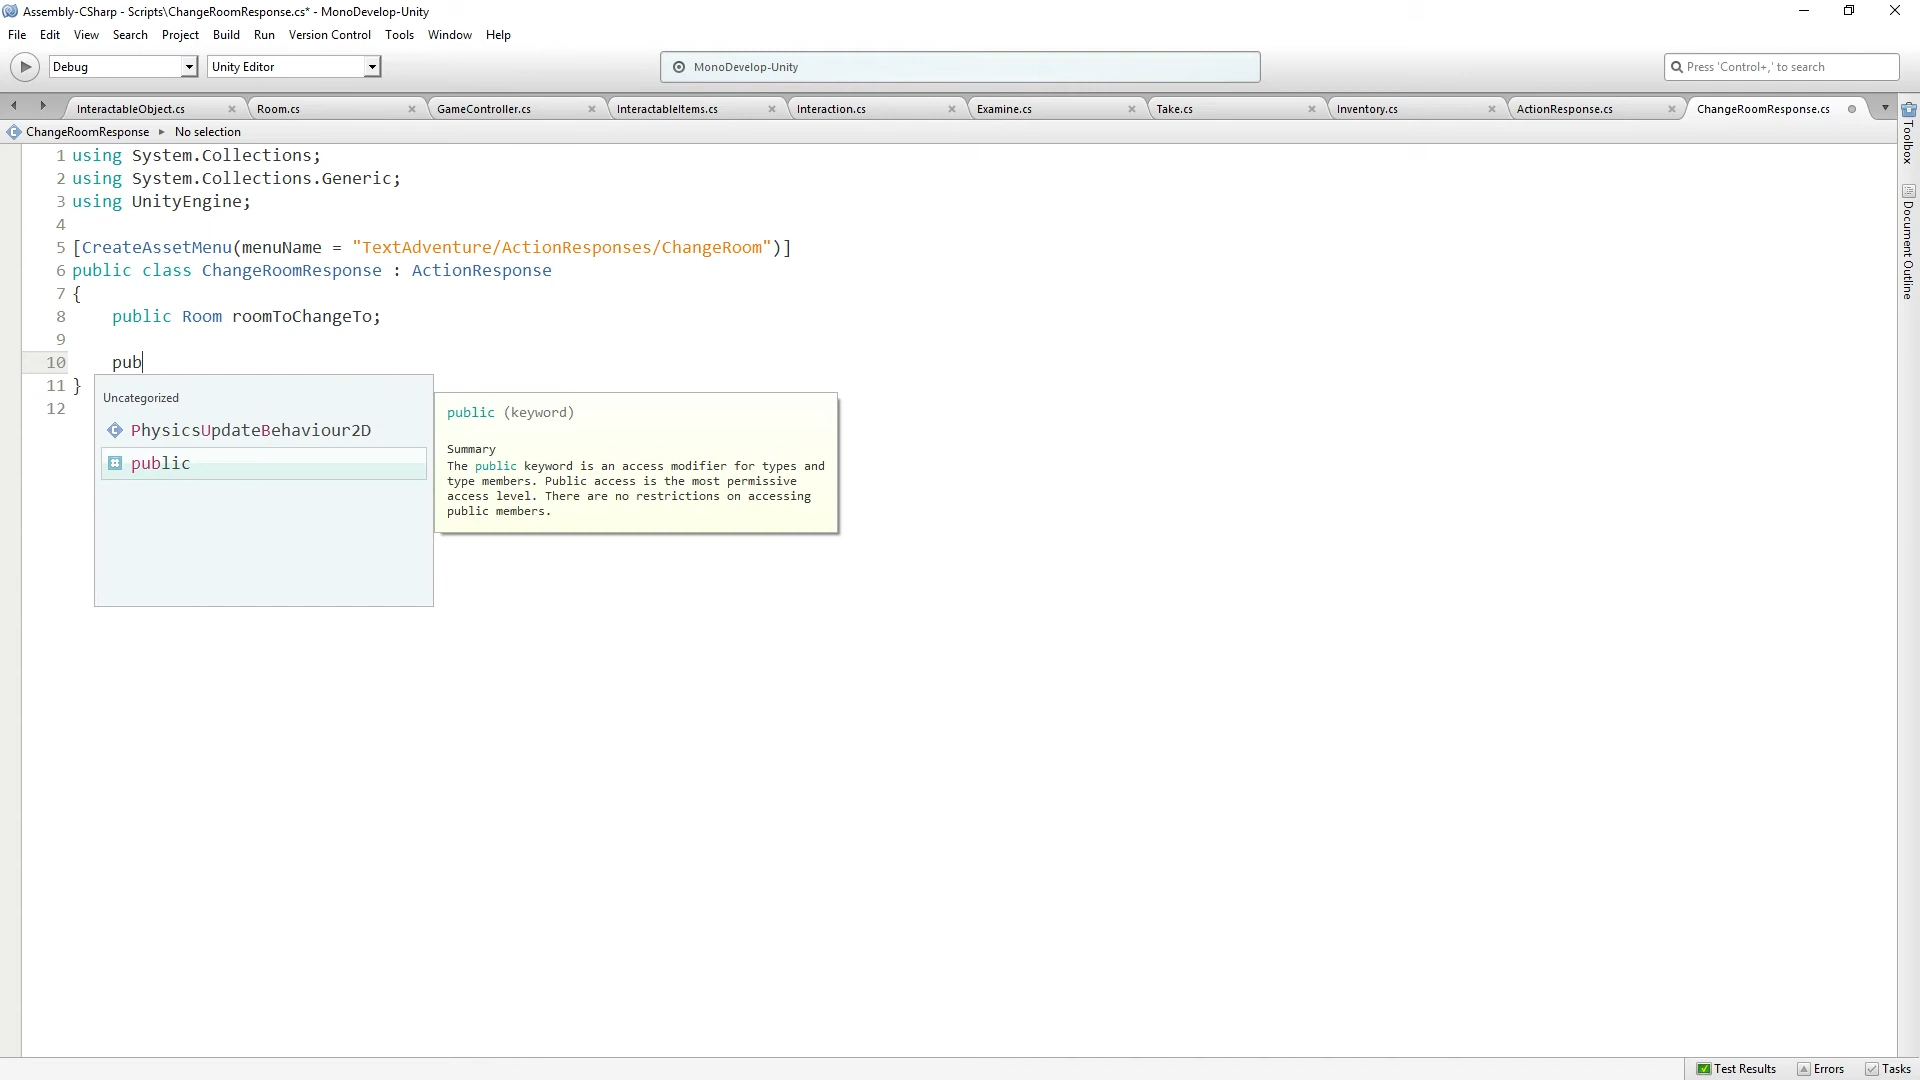 Assembly-CSharp - Scripts\ChangeRoomResponse.cs* - MonoDevelop-Unity
File Edit View Search Project Build Run Version Control Tools Window Help
Debug Unity Editor MonoDevelop-Unity Press 'Control+,' to search
InteractableObject.cs Room.cs GameController.cs InteractableItems.cs Interaction.cs Examine.cs Take.cs Inventory.cs ActionResponse.cs ChangeRoomResponse.cs
ChangeRoomResponse No selection
1 using System.Collections;
2 using System.Collections.Generic;
3 using UnityEngine;
4
5 [CreateAssetMenu(menuName = "TextAdventure/ActionResponses/ChangeRoom")]
6 public class ChangeRoomResponse : ActionResponse
7 {
8 public Room roomToChangeTo;
9
10 pub
11 }
12
Uncategorized
PhysicsUpdateBehaviour2D
public
public (keyword)
Summary
The public keyword is an access modifier for types and
type members. Public access is the most permissive
access level. There are no restrictions on accessing
public members.
Toolbox
Document Outline
Test Results Errors Tasks